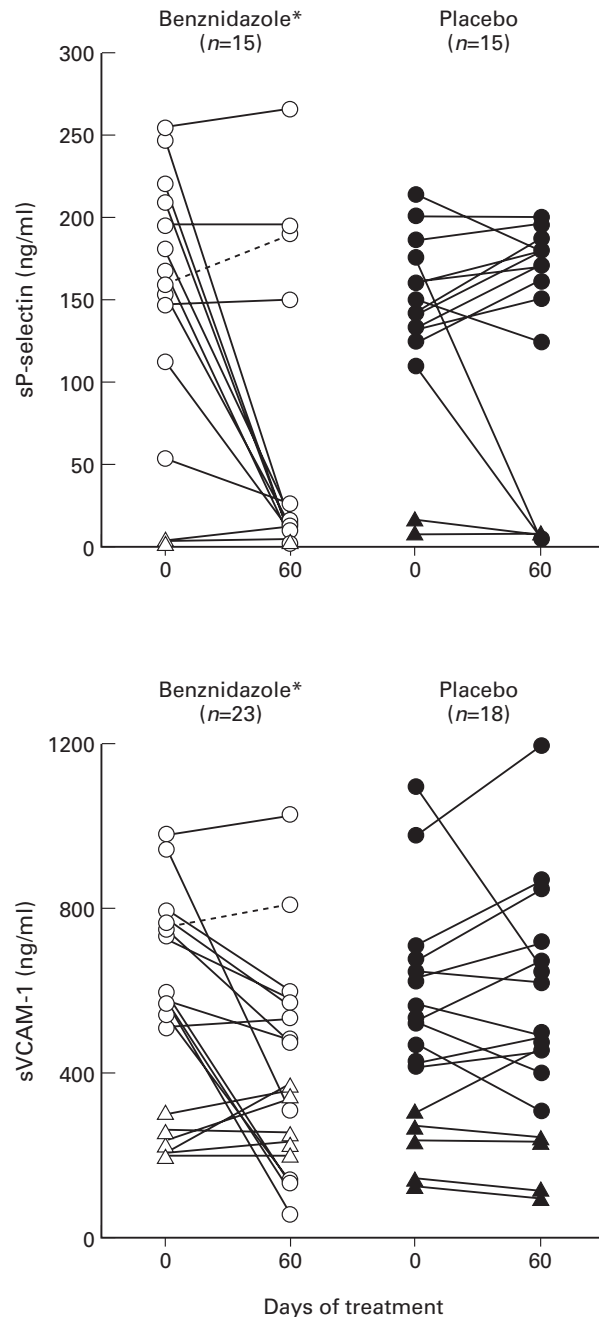 Benznidazole* Placebo
(n=15) (n=15)
300
250
200
150
100
50
0
sP-selectin (ng/ml)
0 60 0 60
Benznidazole* Placebo
(n=23) (n=18)
1200
800
400
0
sVCAM-1 (ng/ml)
0 60 0 60
Days of treatment